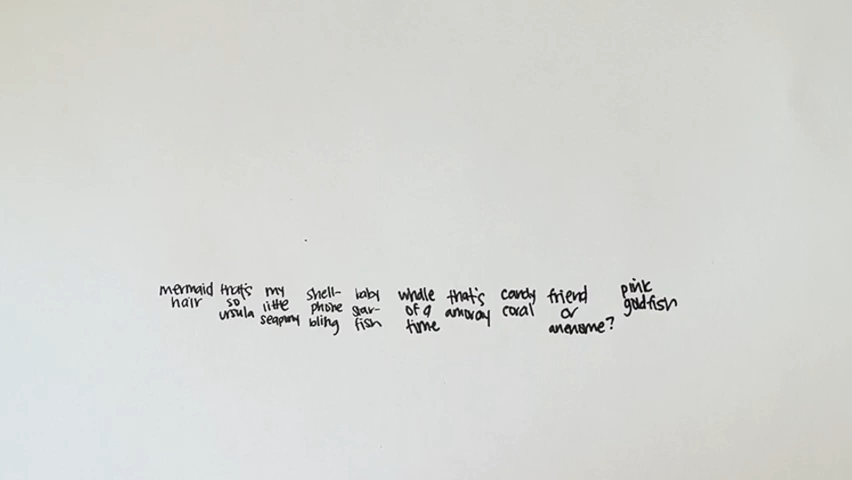 mermaid
hair
that's
so
ursula
my
little
seapony
shell-
phone
bling
baby
star-
fish
whale
of a
time
that's
amoray
candy
coral
friend
or
anenome?
pink
goldfish